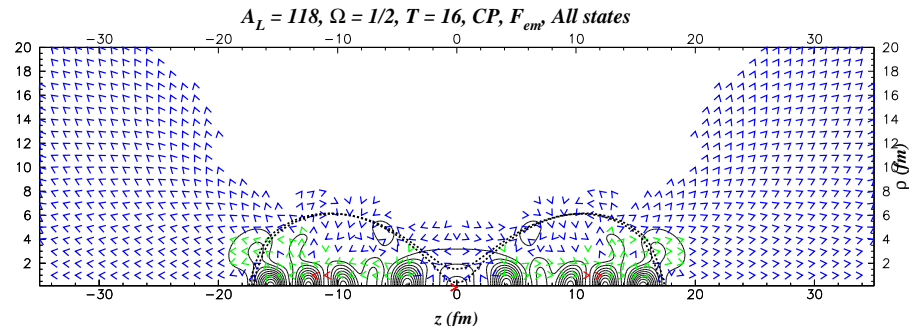 A_L = 118, Ω = 1/2, T = 16, CP, F_em, All states
−30 −20 −10 0 10 20 30
20 20
18 18
16 16
14 14
12 12
10 10
8 8
6 6
4 4
2 2
ρ (fm)
−30 −20 −10 0 10 20 30
z (fm)